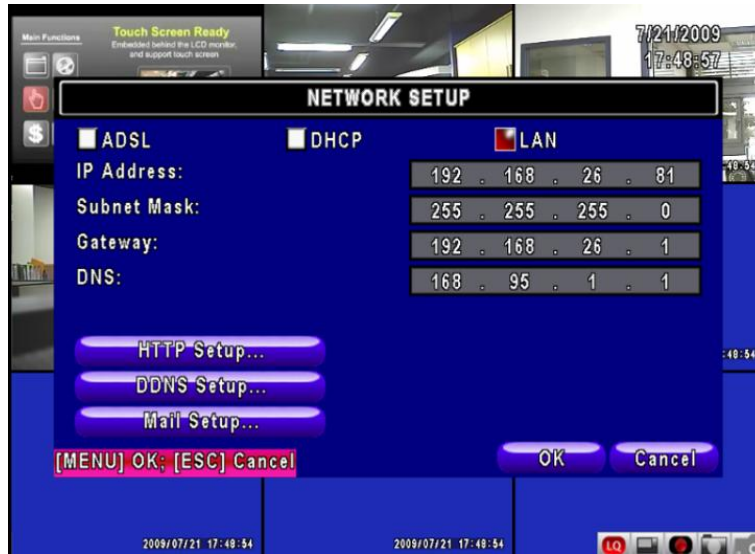 Main Functions
Touch Screen Ready
Embedded behind the LCD monitor,
and support touch screen
7/21/2009
17:48:57
NETWORK SETUP
ADSL DHCP LAN
IP Address: 192 . 168 . 26 . 81
Subnet Mask: 255 . 255 . 255 . 0
Gateway: 192 . 168 . 26 . 1
DNS: 168 . 95 . 1 . 1
HTTP Setup...
DDNS Setup...
Mail Setup...
[MENU] OK; [ESC] Cancel
OK Cancel
2009/07/21 17:48:54
2009/07/21 17:48:54
LQ